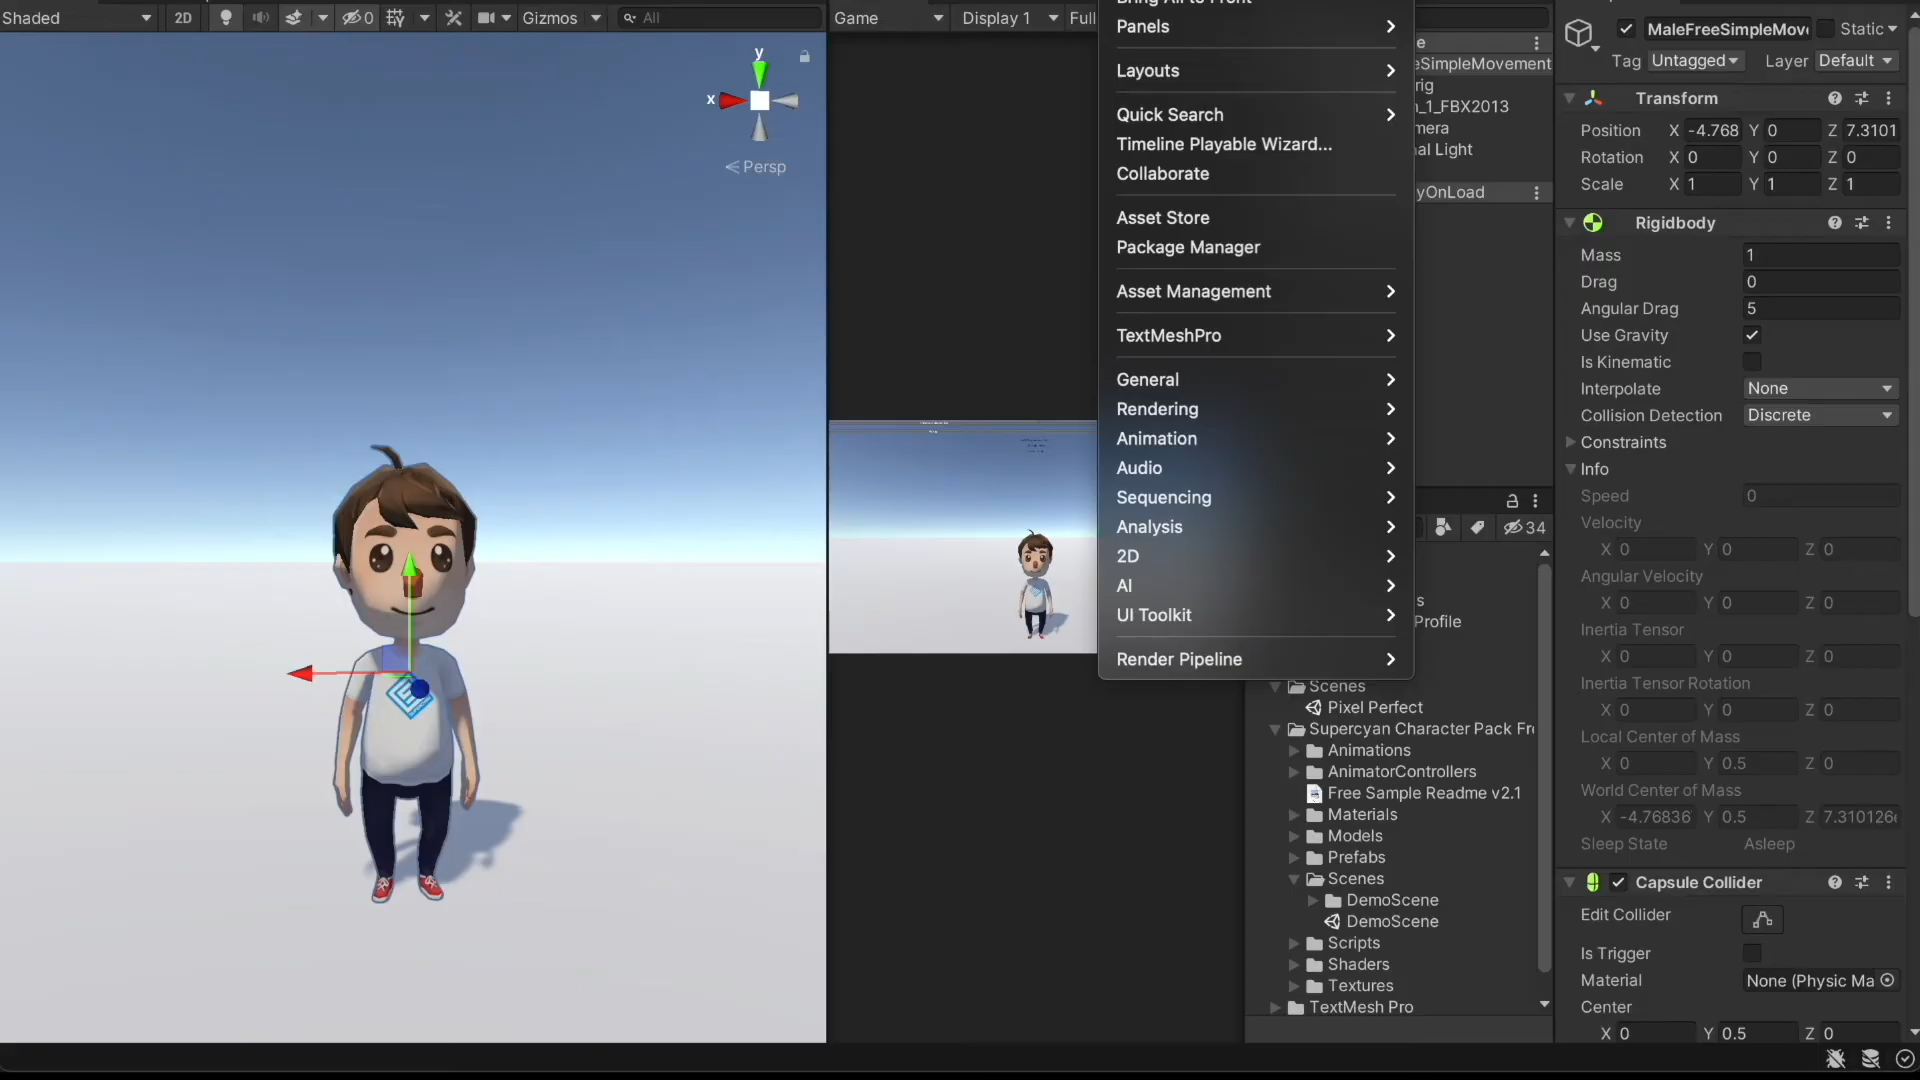 Shaded
2D
0
Gizmos
All
Game
Display 1
Full
y
x
Persp
Panels
Layouts
Quick Search
Timeline Playable Wizard...
Collaborate
Asset Store
Package Manager
Asset Management
TextMeshPro
General
Rendering
Animation
Audio
Sequencing
Analysis
2D
AI
UI Toolkit
Render Pipeline
e
eSimpleMovement
rig
_1_FBX2013
mera
al Light
yOnLoad
34
s
Profile
Scenes
Pixel Perfect
Supercyan Character Pack Fr
Animations
AnimatorControllers
Free Sample Readme v2.1
Materials
Models
Prefabs
Scenes
DemoScene
DemoScene
Scripts
Shaders
Textures
TextMesh Pro
MaleFreeSimpleMov
Static
Tag Untagged Layer Default
Transform
Position X -4.768 Y 0 Z 7.3101
Rotation X 0 Y 0 Z 0
Scale X 1 Y 1 Z 1
Rigidbody
Mass 1
Drag 0
Angular Drag 5
Use Gravity
Is Kinematic
Interpolate None
Collision Detection Discrete
Constraints
Info
Speed 0
Velocity
X 0 Y 0 Z 0
Angular Velocity
X 0 Y 0 Z 0
Inertia Tensor
X 0 Y 0 Z 0
Inertia Tensor Rotation
X 0 Y 0 Z 0
Local Center of Mass
X 0 Y 0.5 Z 0
World Center of Mass
X -4.76836 Y 0.5 Z 7.310126
Sleep State Asleep
Capsule Collider
Edit Collider
Is Trigger
Material None (Physic Ma
Center
X 0 Y 0.5 Z 0